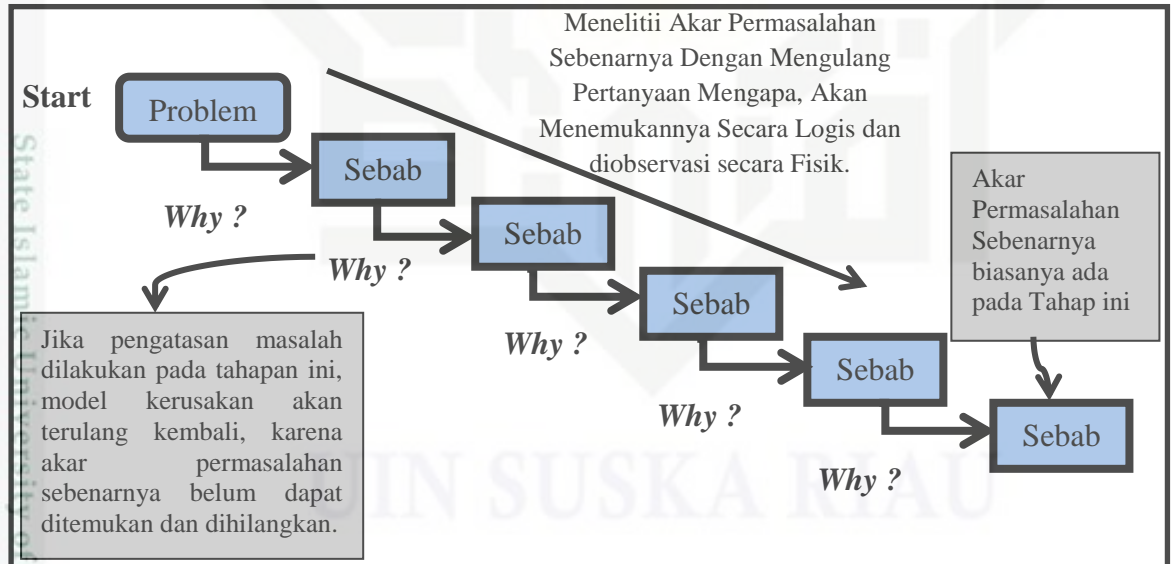 Menelitii Akar Permasalahan
Sebenarnya Dengan Mengulang
Pertanyaan Mengapa, Akan
Menemukannya Secara Logis dan
diobservasi secara Fisik.
Start
Problem
Sebab
Why ?
Sebab
Why ?
Sebab
Why ?
Sebab
Why ?
Sebab
Why ?
Akar
Permasalahan
Sebenarnya
biasanya ada
pada Tahap ini
Jika pengatasan masalah
dilakukan pada tahapan ini,
model kerusakan akan
terulang kembali, karena
akar permasalahan
sebenarnya belum dapat
ditemukan dan dihilangkan.
UIN SUSKA RIAU
State Islamic University of